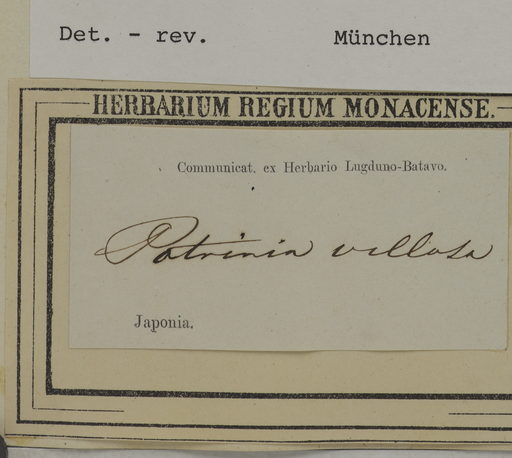 Det. - rev. München
HERBARIUM REGIUM MONACENSE.
Communicat. ex Herbario Lugduno-Batavo.
Patrinia villosa
Japonia.